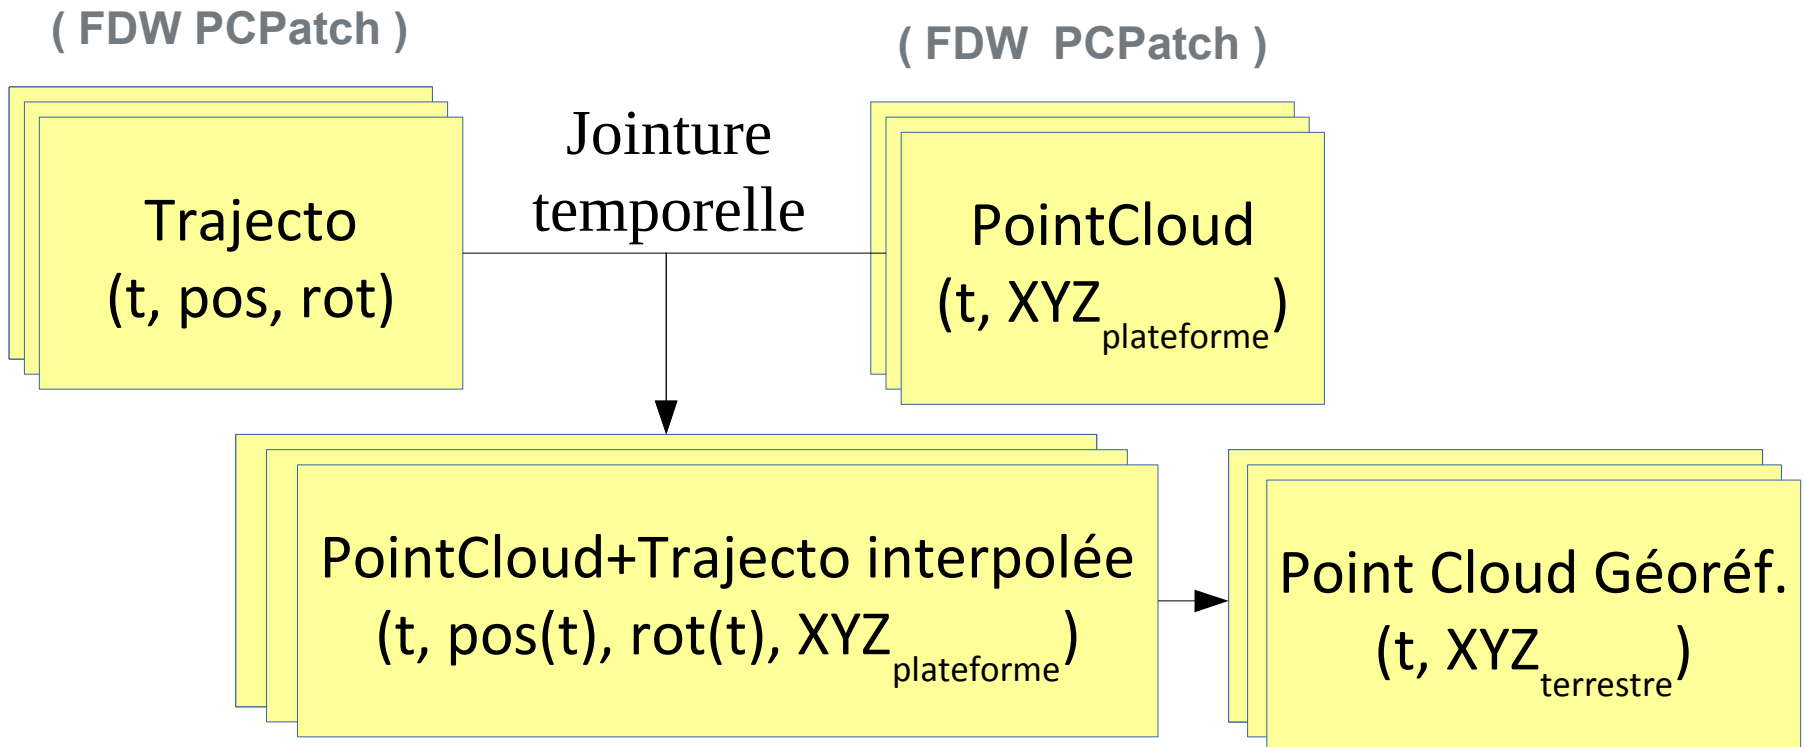 ( FDW PCPatch )
( FDW  PCPatch )
Jointure
temporelle
Trajecto
(t, pos, rot)
PointCloud
(t, XYZplateforme)
PointCloud+Trajecto interpolée
(t, pos(t), rot(t), XYZplateforme)
Point Cloud Géoréf.
(t, XYZterrestre)